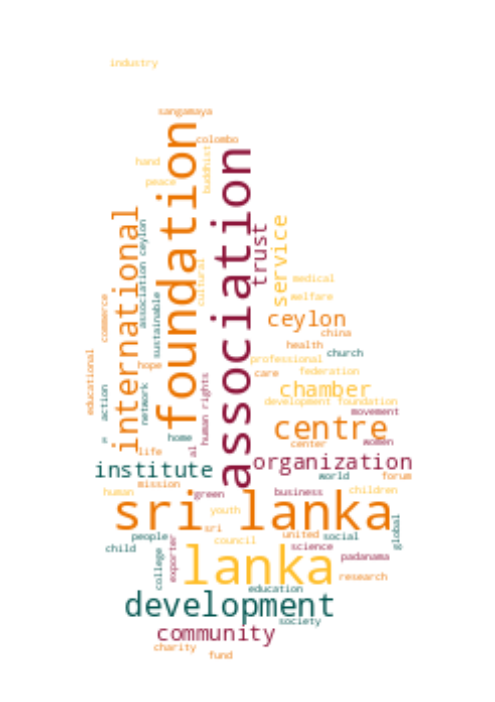 industry
sangamaya
foundation
colombo
association
hand
buddhist
peace
international
association ceylon
trust
service
cultural
medical
welfare
sustainable
commerce
ceylon
china
health
church
educational
professional
hope
care
federation
human rights
chamber
action
network
development foundation
movement
centre
home
women
a
al
center
life
organization
institute
world
forum
mission
human
green
business
children
sri lanka
youth
sri
global
people
united
social
council
exporter
child
science
college
lanka
padanama
research
education
development
society
community
charity
fund